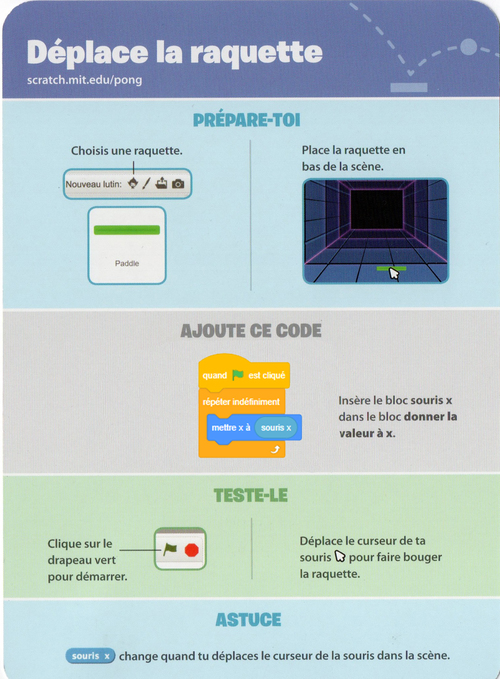 Déplace la raquette
scratch.mit.edu/pong
PRÉPARE-TOI
Choisis une raquette.
Nouveau lutin:
Paddle
Place la raquette en
bas de la scène.
AJOUTE CE CODE
quand est cliqué
répéter indéfiniment
mettre x à souris x
Insère le bloc souris x
dans le bloc donner la
valeur à x.
TESTE-LE
Clique sur le
drapeau vert
pour démarrer.
Déplace le curseur de ta
souris pour faire bouger
la raquette.
ASTUCE
souris x change quand tu déplaces le curseur de la souris dans la scène.